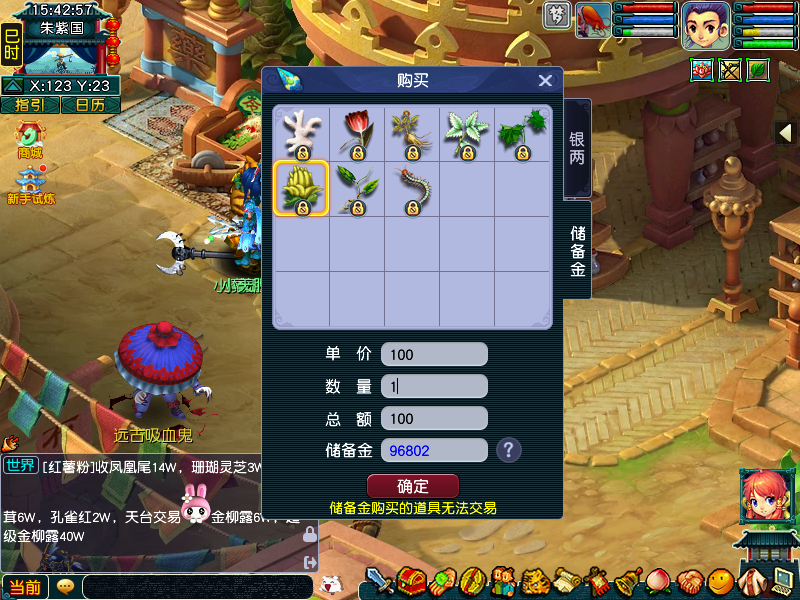 15:42:57
朱紫国
巳时
X:123 Y:23
指引
日历
商城
新手试炼
梦
藥
购买
银两
储备金
单 价 100
数 量 1
总 额 100
储备金 96802
?
确定
储备金购买的道具无法交易
远古吸血鬼
世界 [红薯粉]收凤凰尾14W，珊瑚灵芝3W
茸6W，孔雀红2W，天台交易 金柳露6W，超
级金柳露40W
当前